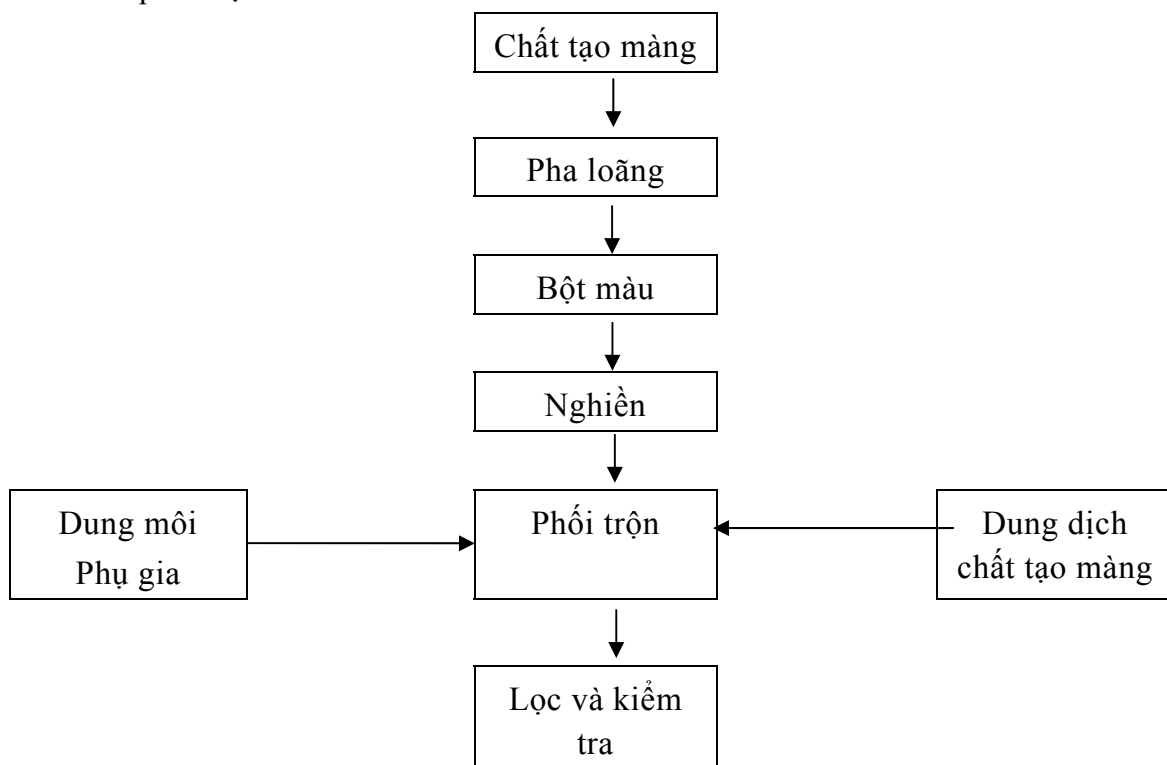 Chất tạo màng
Pha loãng
Bột màu
Nghiền
Dung môi
Phụ gia
Phối trộn
Dung dịch
chất tạo màng
Lọc và kiểm
tra